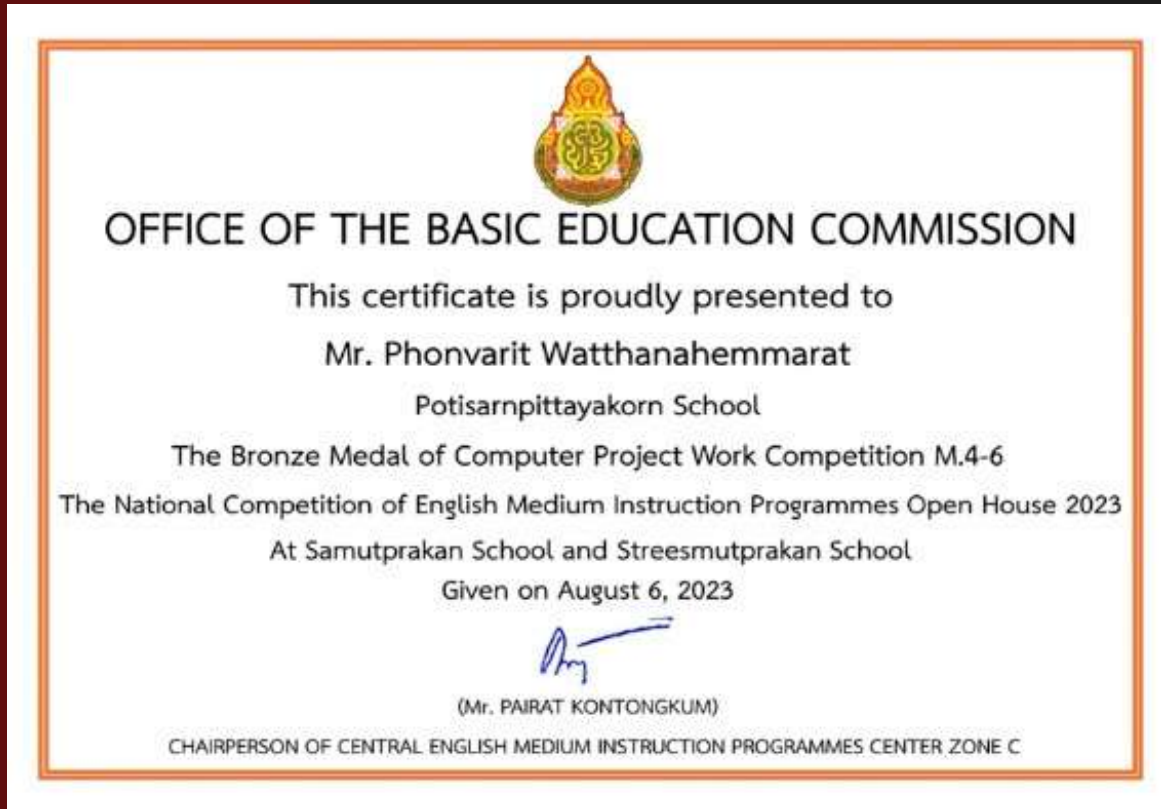 OFFICE OF THE BASIC EDUCATION COMMISSION
This certificate is proudly presented to
Mr. Phonvarit Watthanahemmarat
Potisarnpittayakorn School
The Bronze Medal of Computer Project Work Competition M.4-6
The National Competition of English Medium Instruction Programmes Open House 2023
At Samutprakan School and Streesmutprakan School
Given on August 6, 2023
(Mr. PAIRAT KONTONGKUM)
CHAIRPERSON OF CENTRAL ENGLISH MEDIUM INSTRUCTION PROGRAMMES CENTER ZONE C